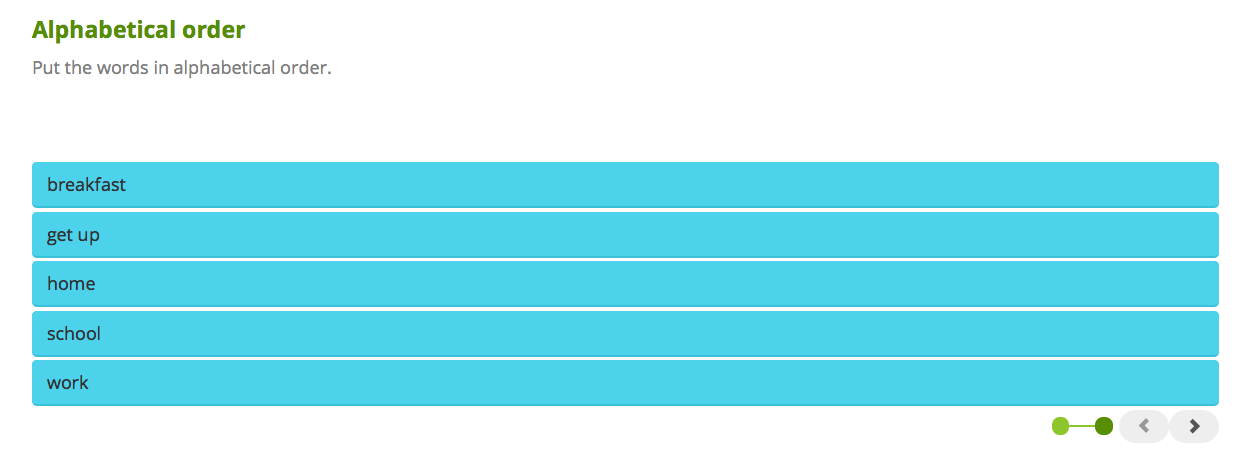 Alphabetical order
Put the words in alphabetical order.
breakfast
get up
home
school
work